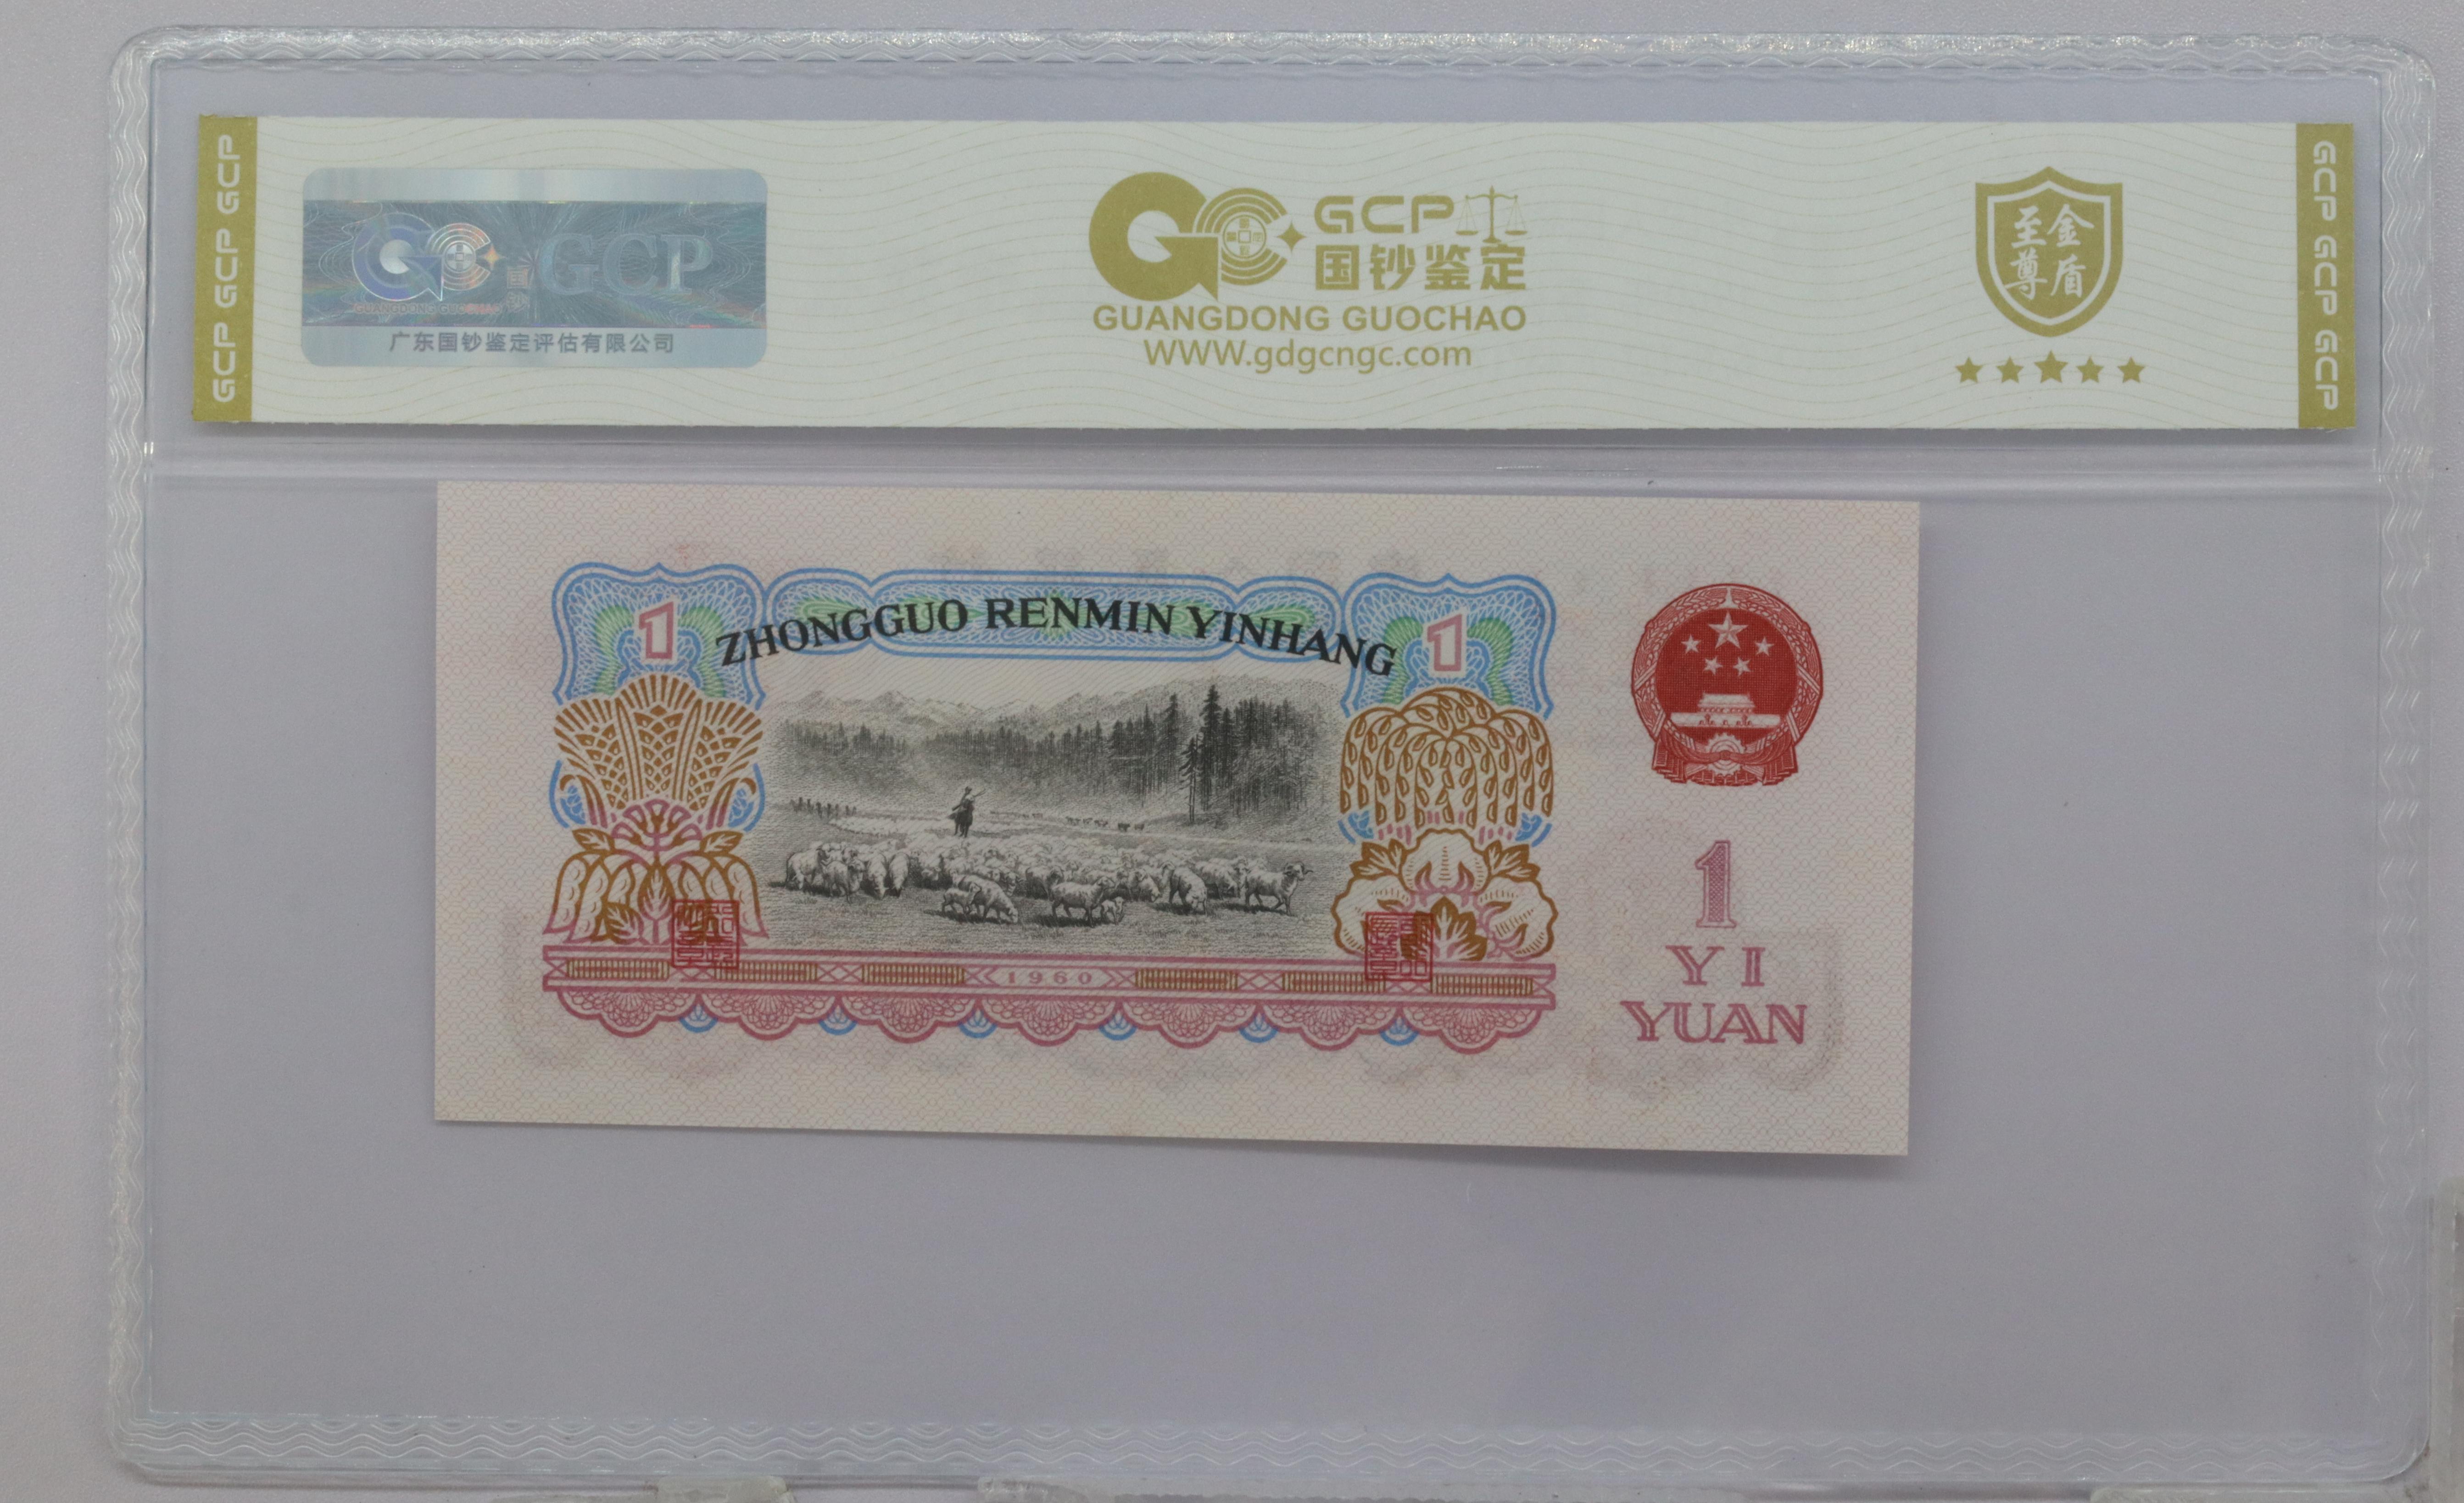 GCP GCP GCP
GCP
GUANGDONG GUOCHAO
广东国钞鉴定评估有限公司
GCP
国钞鉴定
GUANGDONG GUOCHAO
WWW.gdgcngc.com
至金
尊盾
GCP GCP GCP
1
ZHONGGUO RENMIN YINHANG
1
1960
1
YI
YUAN